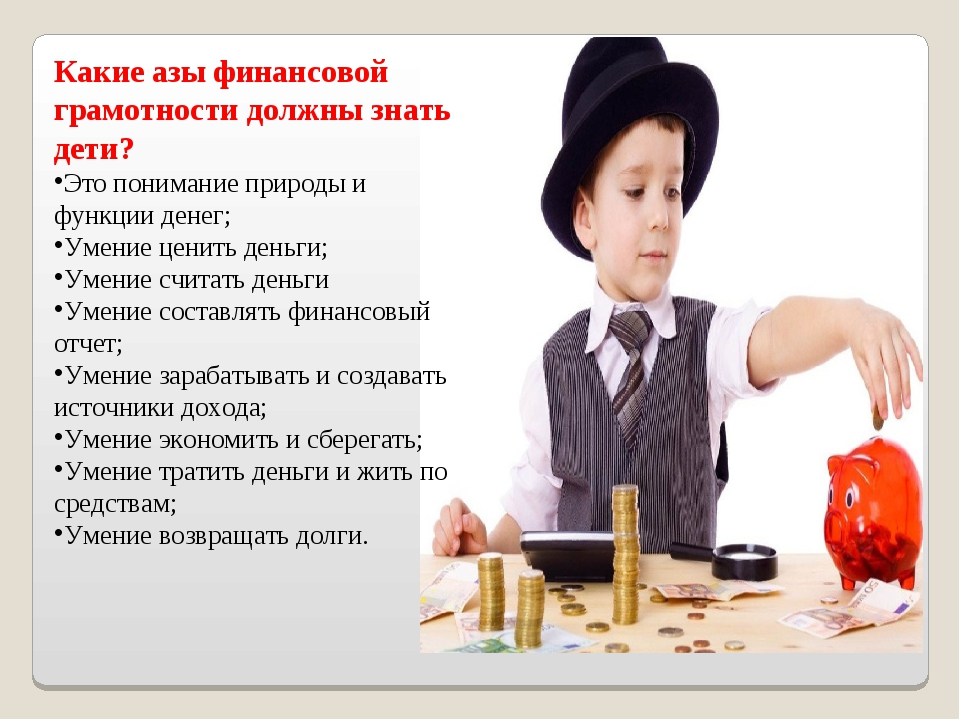 Какие азы финансовой
грамотности должны знать
дети?
•Это понимание природы и
функции денег;
•Умение ценить деньги;
•Умение считать деньги
•Умение составлять финансовый
отчет;
•Умение зарабатывать и создавать
источники дохода;
•Умение экономить и сберегать;
•Умение тратить деньги и жить по
средствам;
•Умение возвращать долги.